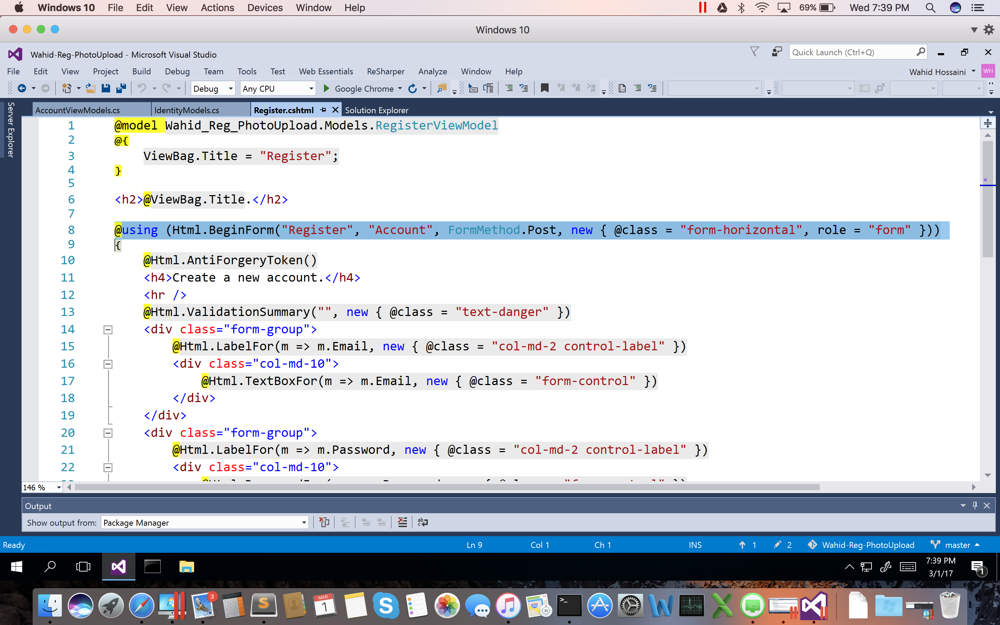 Windows 10 File Edit View Actions Devices Window Help 69% Wed 7:39 PM
Windows 10
Wahid-Reg-PhotoUpload - Microsoft Visual Studio Quick Launch (Ctrl+Q)
File Edit View Project Build Debug Team Tools Test Web Essentials ReSharper Analyze Window Help Wahid Hossaini WH
Debug Any CPU Google Chrome
Server Explorer
AccountViewModels.cs IdentityModels.cs Register.cshtml Solution Explorer
1 @model Wahid_Reg_PhotoUpload.Models.RegisterViewModel
2 @{
3 ViewBag.Title = "Register";
4 }
5
6 <h2>@ViewBag.Title.</h2>
7
8 @using (Html.BeginForm("Register", "Account", FormMethod.Post, new { @class = "form-horizontal", role = "form" }))
9 {
10 @Html.AntiForgeryToken()
11 <h4>Create a new account.</h4>
12 <hr />
13 @Html.ValidationSummary("", new { @class = "text-danger" })
14 <div class="form-group">
15 @Html.LabelFor(m => m.Email, new { @class = "col-md-2 control-label" })
16 <div class="col-md-10">
17 @Html.TextBoxFor(m => m.Email, new { @class = "form-control" })
18 </div>
19 </div>
20 <div class="form-group">
21 @Html.LabelFor(m => m.Password, new { @class = "col-md-2 control-label" })
22 <div class="col-md-10">
146 %
Output
Show output from: Package Manager
Ready Ln 9 Col 1 Ch 1 INS 1 2 Wahid-Reg-PhotoUpload master
7:39 PM
3/1/17
1
3
MAR
1